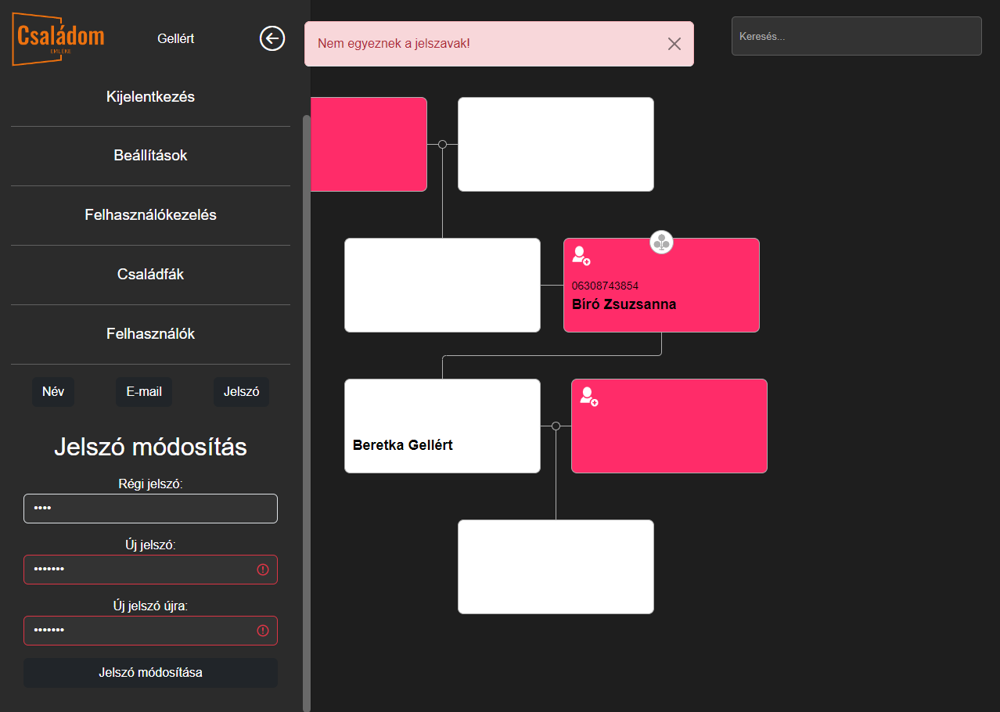 Családom
EMLÉKE
Gellért
Kijelentkezés
Beállítások
Felhasználókezelés
Családfák
Felhasználók
Név
E-mail
Jelszó
Jelszó módosítás
Régi jelszó:
••••
Új jelszó:
•••••••
Új jelszó újra:
•••••••
Jelszó módosítása
Nem egyeznek a jelszavak!
Keresés...
06308743854
Bíró Zsuzsanna
Beretka Gellért